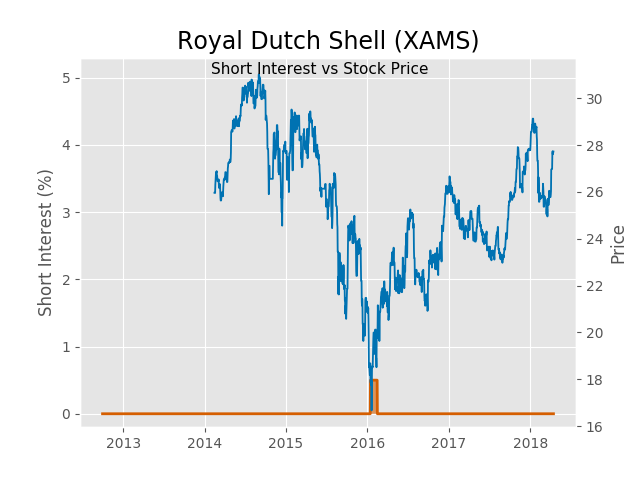 Royal Dutch Shell (XAMS)
Short Interest vs Stock Price
5
4
3
2
1
0
Short Interest (%)
30
28
26
24
22
20
18
16
Price
2013 2014 2015 2016 2017 2018